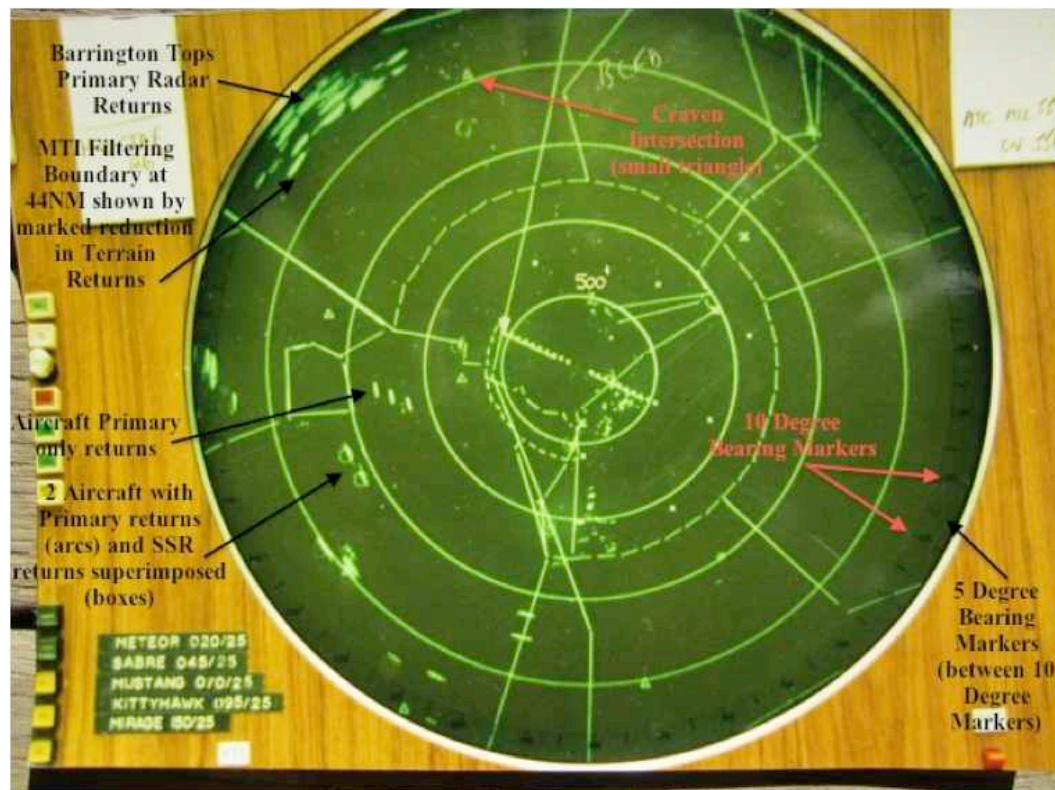 Barrington Tops
Primary Radar
Returns
MTI Filtering
Boundary at
44NM shown by
marked reduction
in Terrain
Returns
Craven
Intersection
(small triangle)
500'
Aircraft Primary
only returns
10 Degree
Bearing Markers
2 Aircraft with
Primary returns
(arcs) and SSR
returns superimposed
(boxes)
5 Degree
Bearing
Markers
(between 10
Degree
Markers)
METEOR 020/25
SABRE 045/25
MUSTANG 070/25
KITTYHAWK 095/25
MIRAGE 150/25